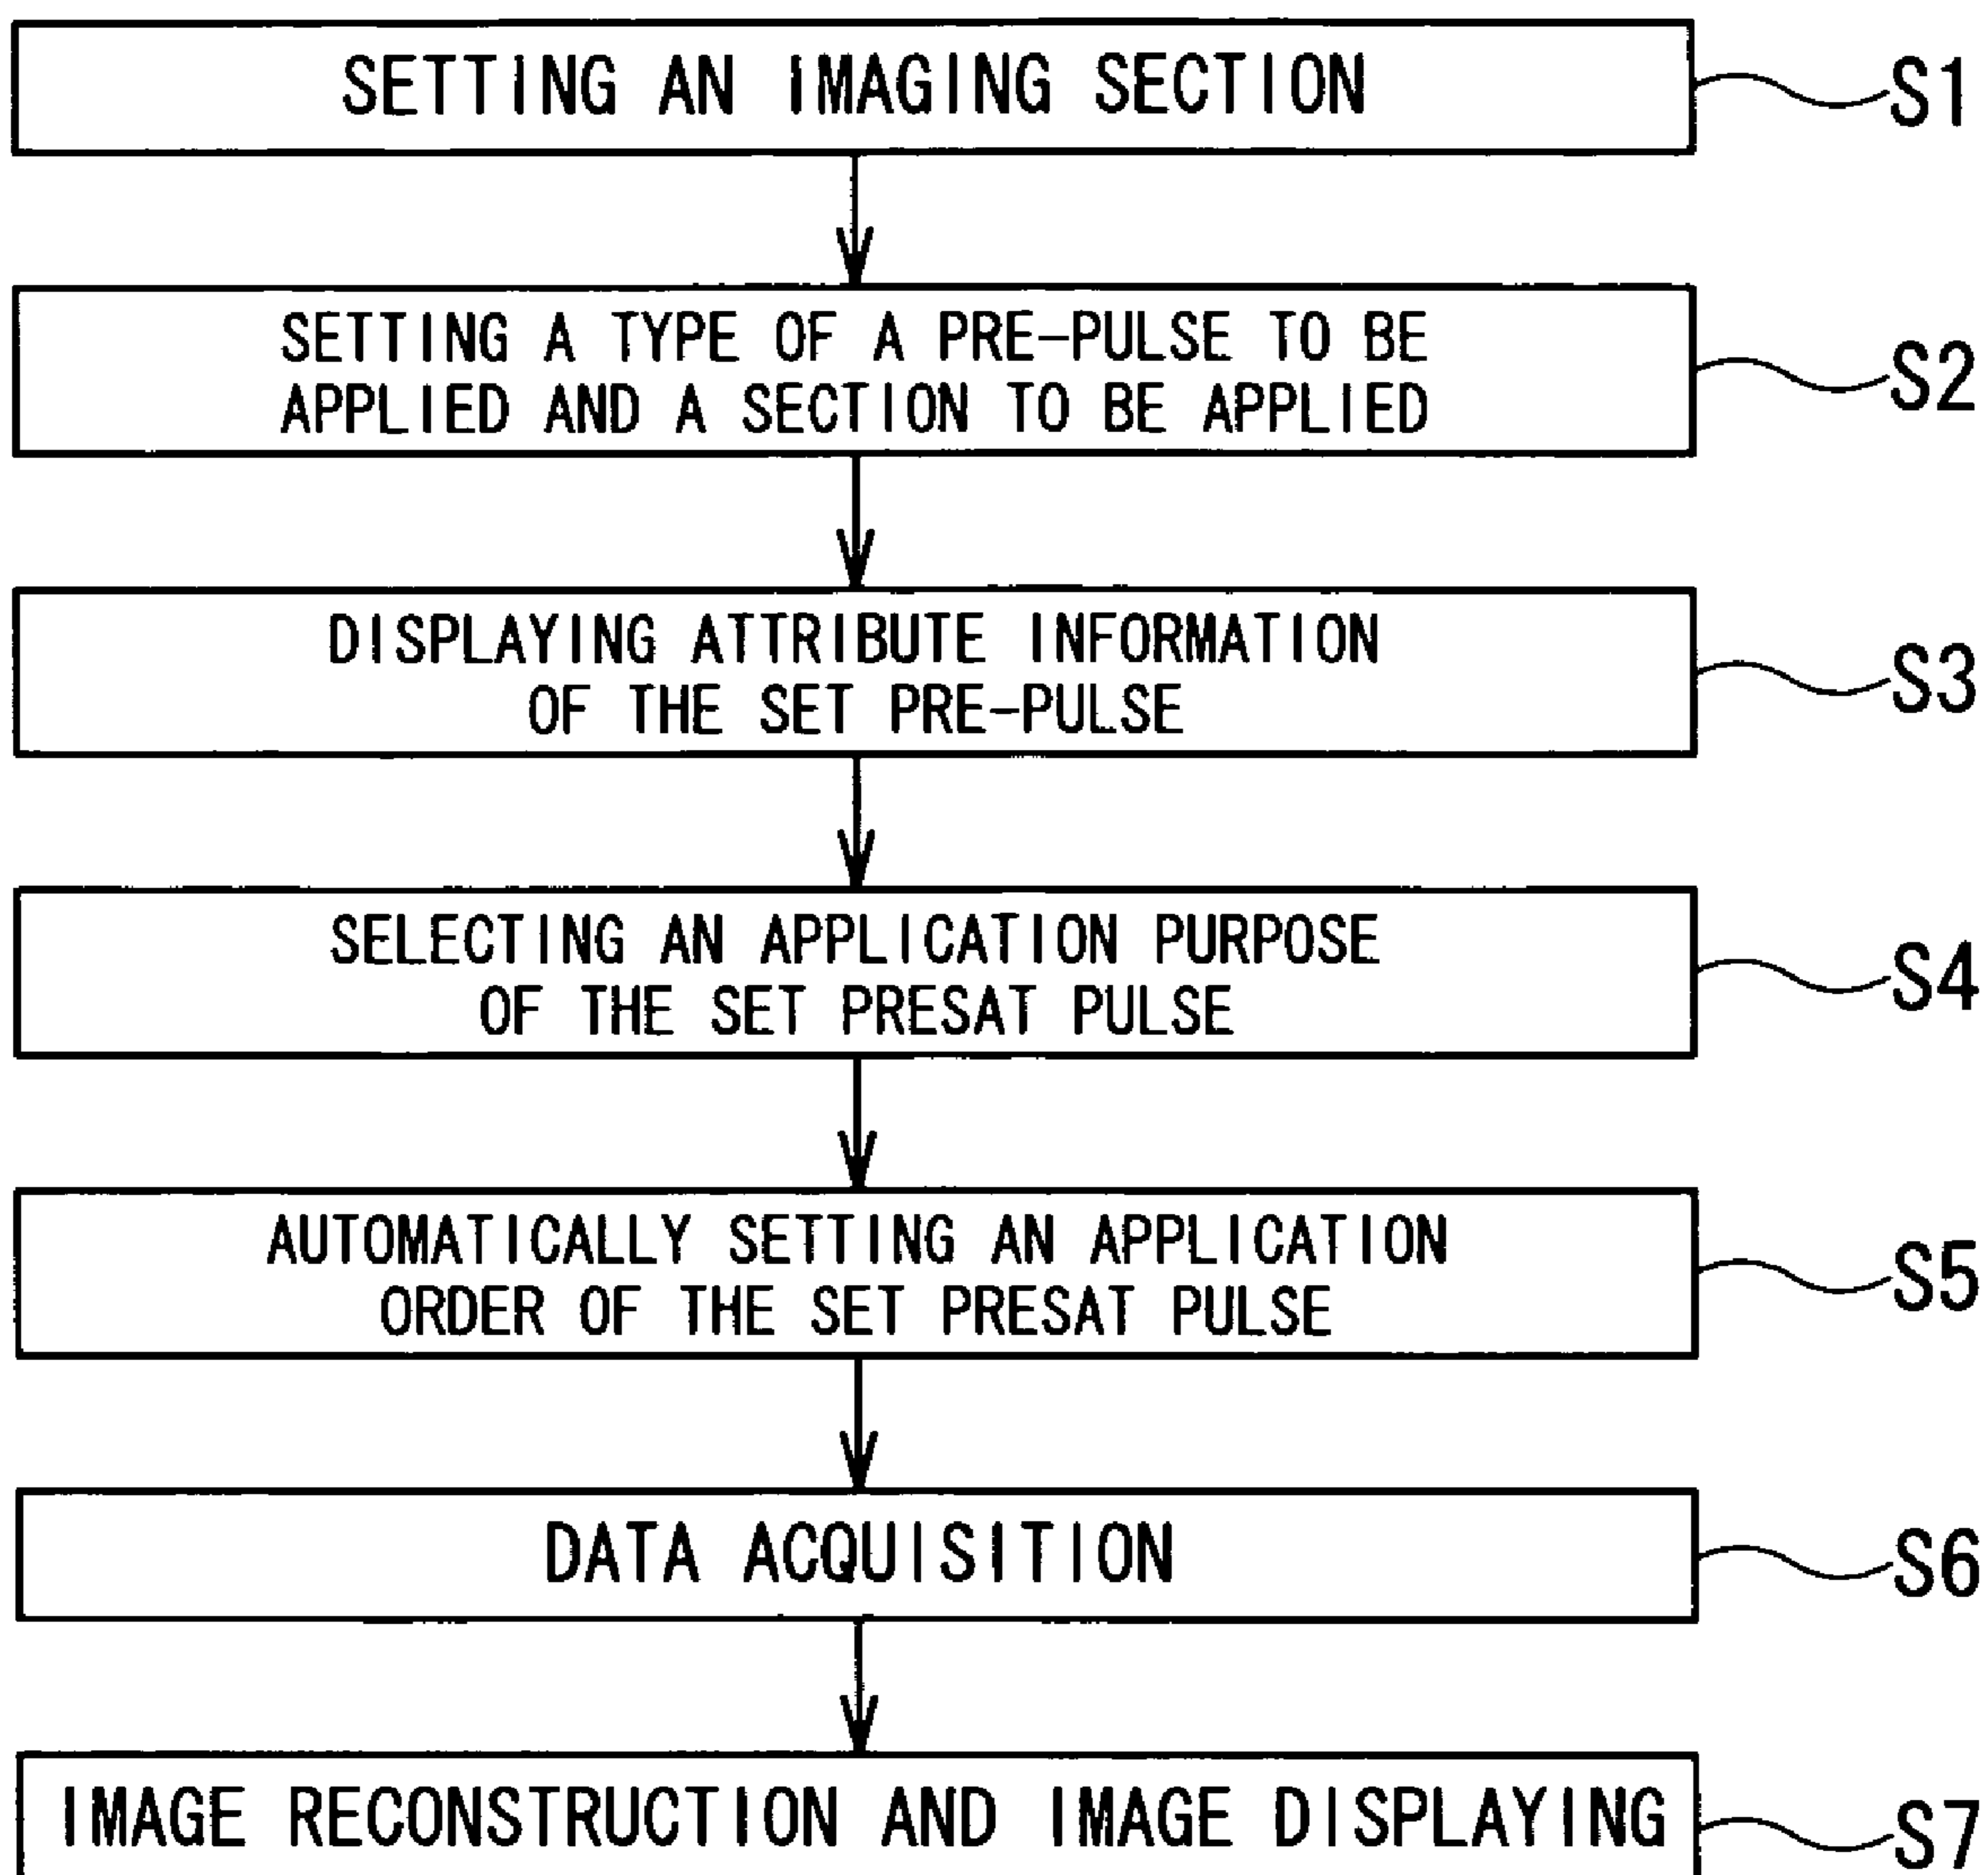 SETTING AN IMAGING SECTION
S1
SETTING A TYPE OF A PRE-PULSE TO BE
APPLIED AND A SECTION TO BE APPLIED
S2
DISPLAYING ATTRIBUTE INFORMATION
OF THE SET PRE-PULSE
S3
SELECTING AN APPLICATION PURPOSE
OF THE SET PRESAT PULSE
S4
AUTOMATICALLY SETTING AN APPLICATION
ORDER OF THE SET PRESAT PULSE
S5
DATA ACQUISITION
S6
IMAGE RECONSTRUCTION AND IMAGE DISPLAYING
S7